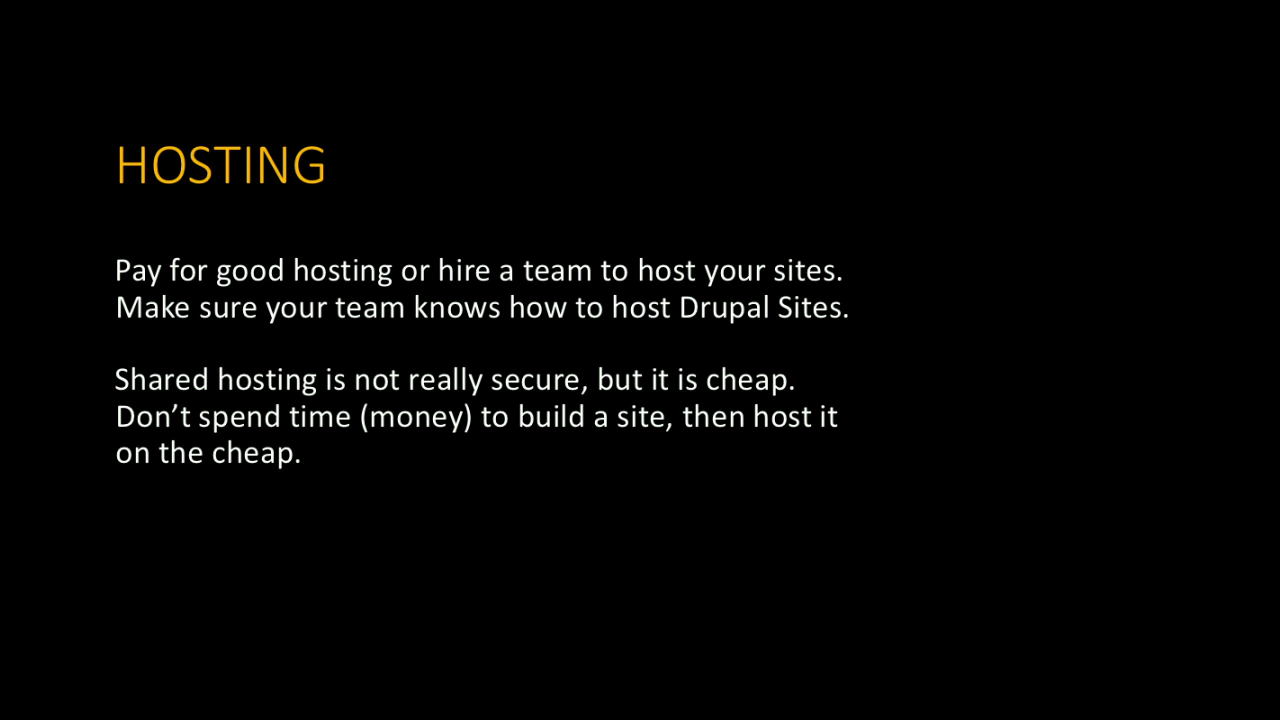 HOSTING
Pay for good hosting or hire a team to host your sites.
Make sure your team knows how to host Drupal Sites.
Shared hosting is not really secure, but it is cheap.
Don’t spend time (money) to build a site, then host it
on the cheap.